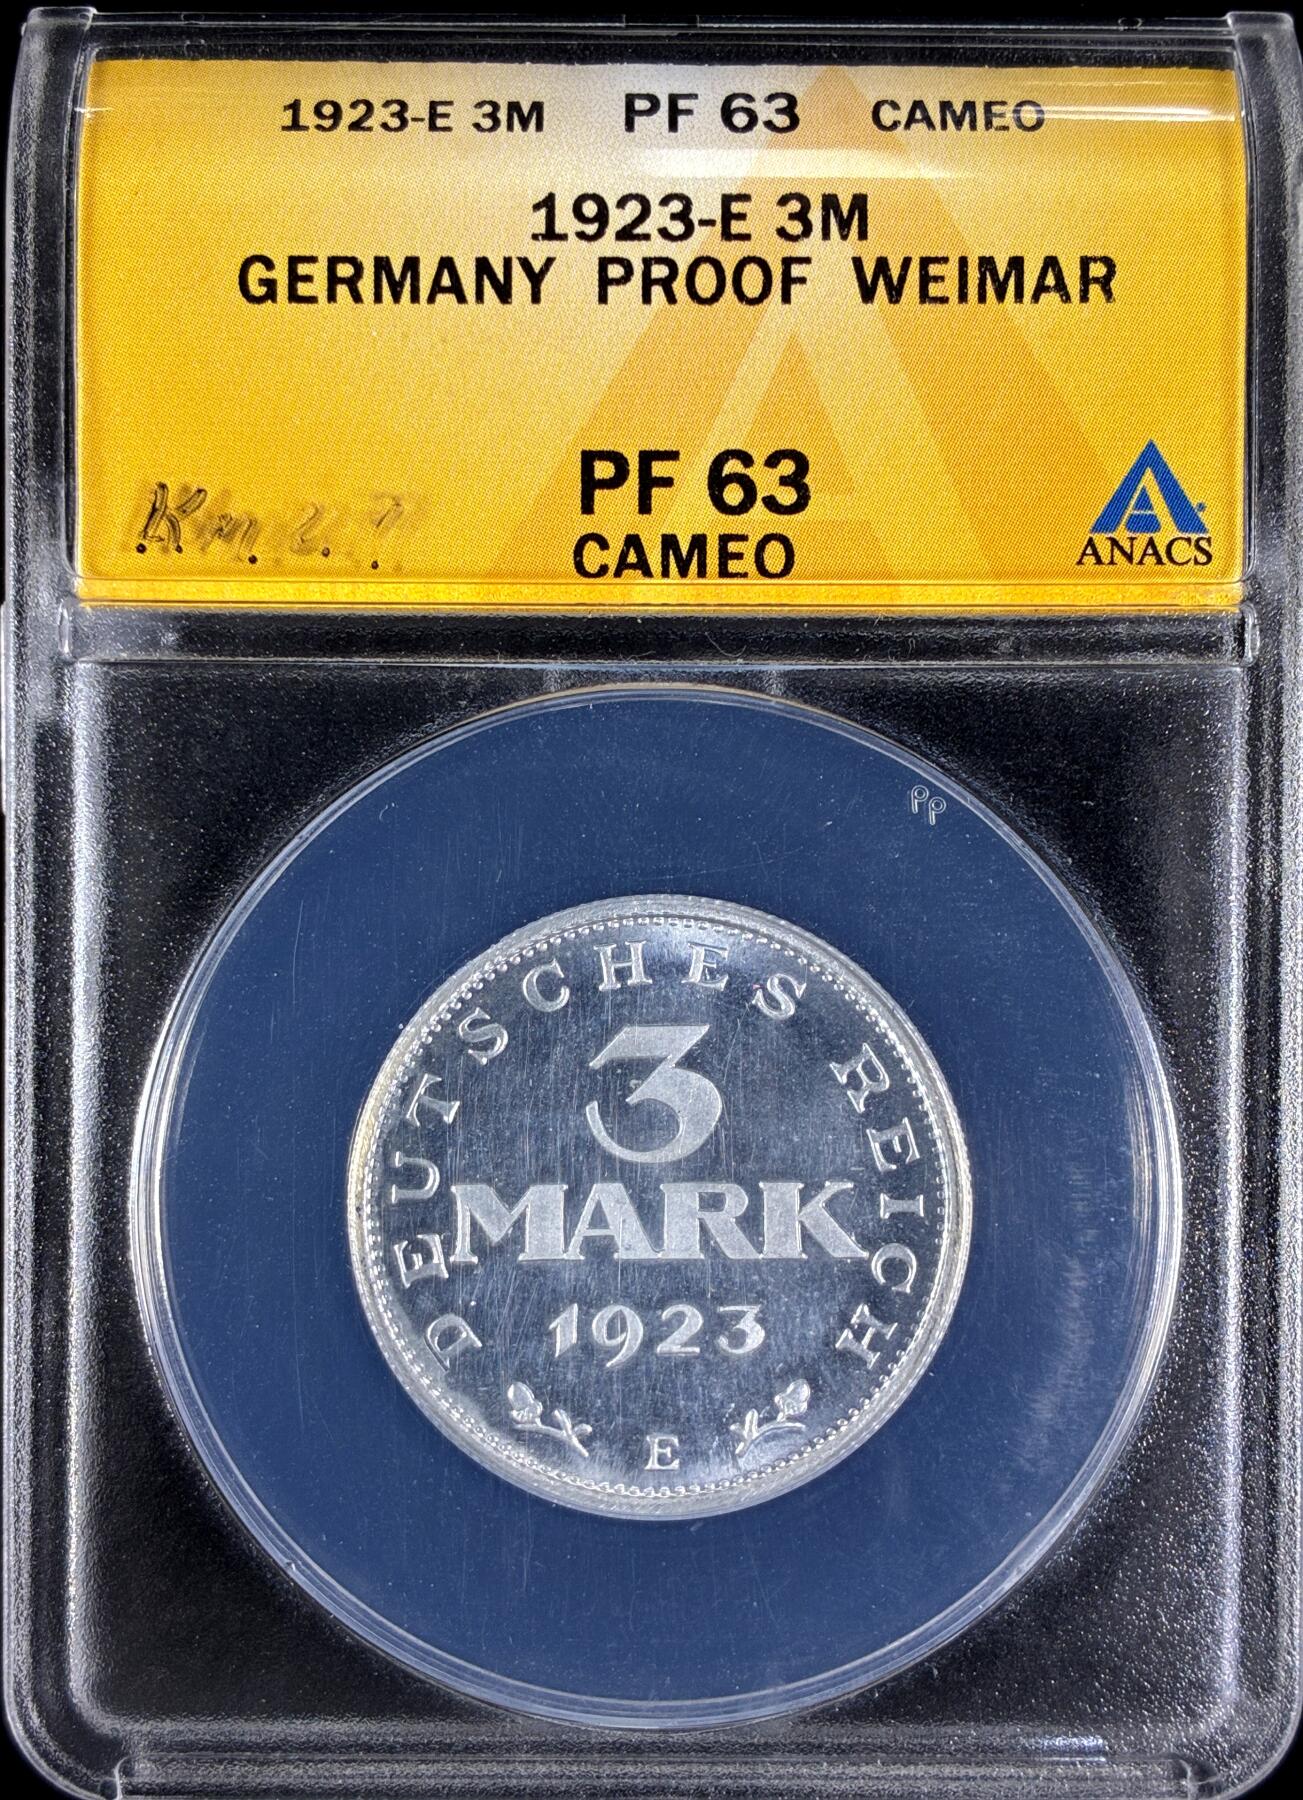 1923-E 3M PF 63 CAMEO
1923-E 3M
GERMANY PROOF WEIMAR
PF 63
CAMEO
ANACS
PP
DEUTSCHES REICH
3
MARK
1923
E